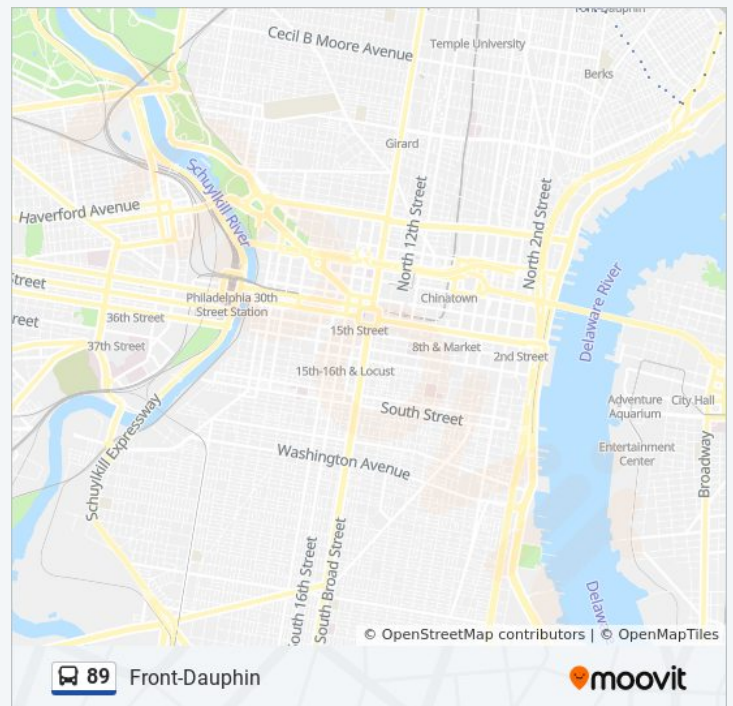 Front-Dauphin
Cecil B Moore Avenue
Temple University
Berks
Girard
Schuylkill River
Haverford Avenue
North 12th Street
North 2nd Street
Delaware River
Street
Philadelphia 30th
Street Station
Chinatown
36th Street
reet
15th Street
37th Street
8th & Market
2nd Street
15th-16th & Locust
Adventure
Aquarium
City Hall
South Street
Schuylkill Expressway
Washington Avenue
Entertainment
Center
Broadway
South 16th Street
South Broad Street
Delaw
© OpenStreetMap contributors | © OpenMapTiles
89 Front-Dauphin
moovit